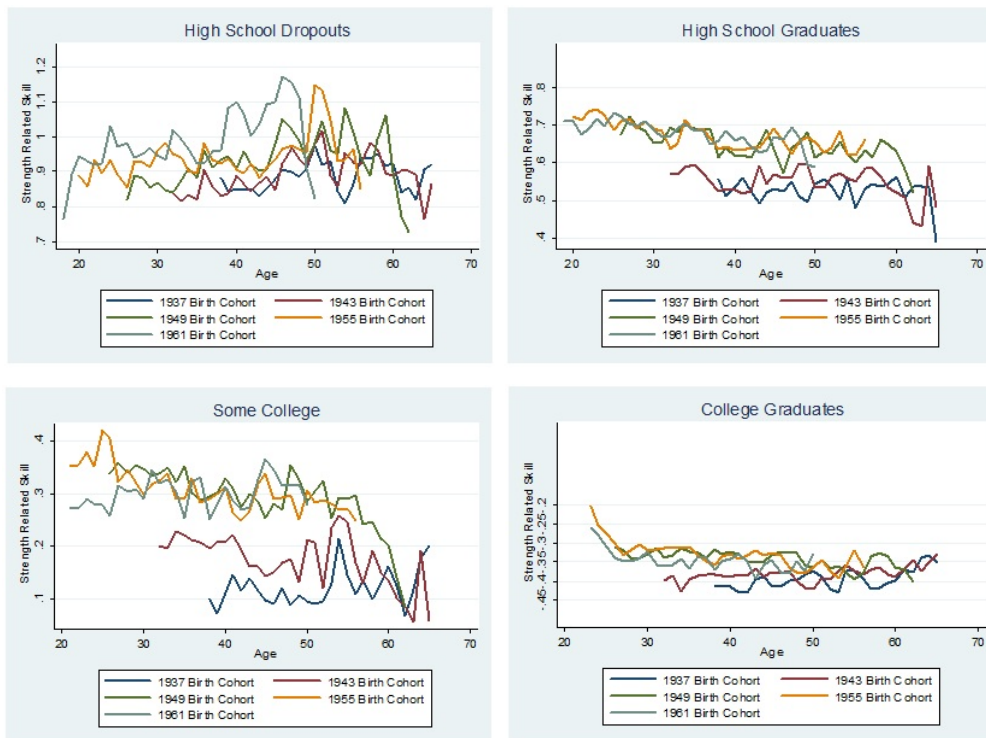 High School Dropouts
Strength Related Skill
.7 .8 .9 1 1.1 1.2
20 30 40 50 60 70
Age
1937 Birth Cohort 1943 Birth Cohort
1949 Birth Cohort 1955 Birth Cohort
1961 Birth Cohort
High School Graduates
Strength Related Skill
.4 .5 .6 .7 .8
20 30 40 50 60 70
Age
1937 Birth Cohort 1943 Birth Cohort
1949 Birth Cohort 1955 Birth Cohort
1961 Birth Cohort
Some College
Strength Related Skill
.1 .2 .3 .4
20 30 40 50 60 70
Age
1937 Birth Cohort 1943 Birth Cohort
1949 Birth Cohort 1955 Birth Cohort
1961 Birth Cohort
College Graduates
Strength Related Skill
-.45-.4-.35-.3-.25-.2
20 30 40 50 60 70
Age
1937 Birth Cohort 1943 Birth Cohort
1949 Birth Cohort 1955 Birth Cohort
1961 Birth Cohort